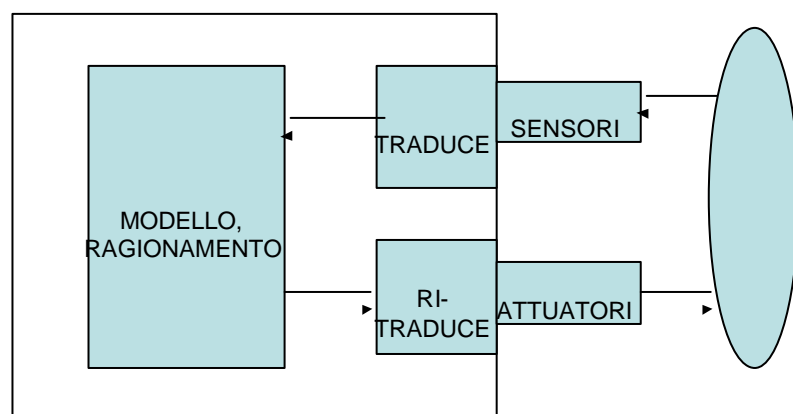 TRADUCE
SENSORI
MODELLO,
RAGIONAMENTO
RI-
TRADUCE
ATTUATORI